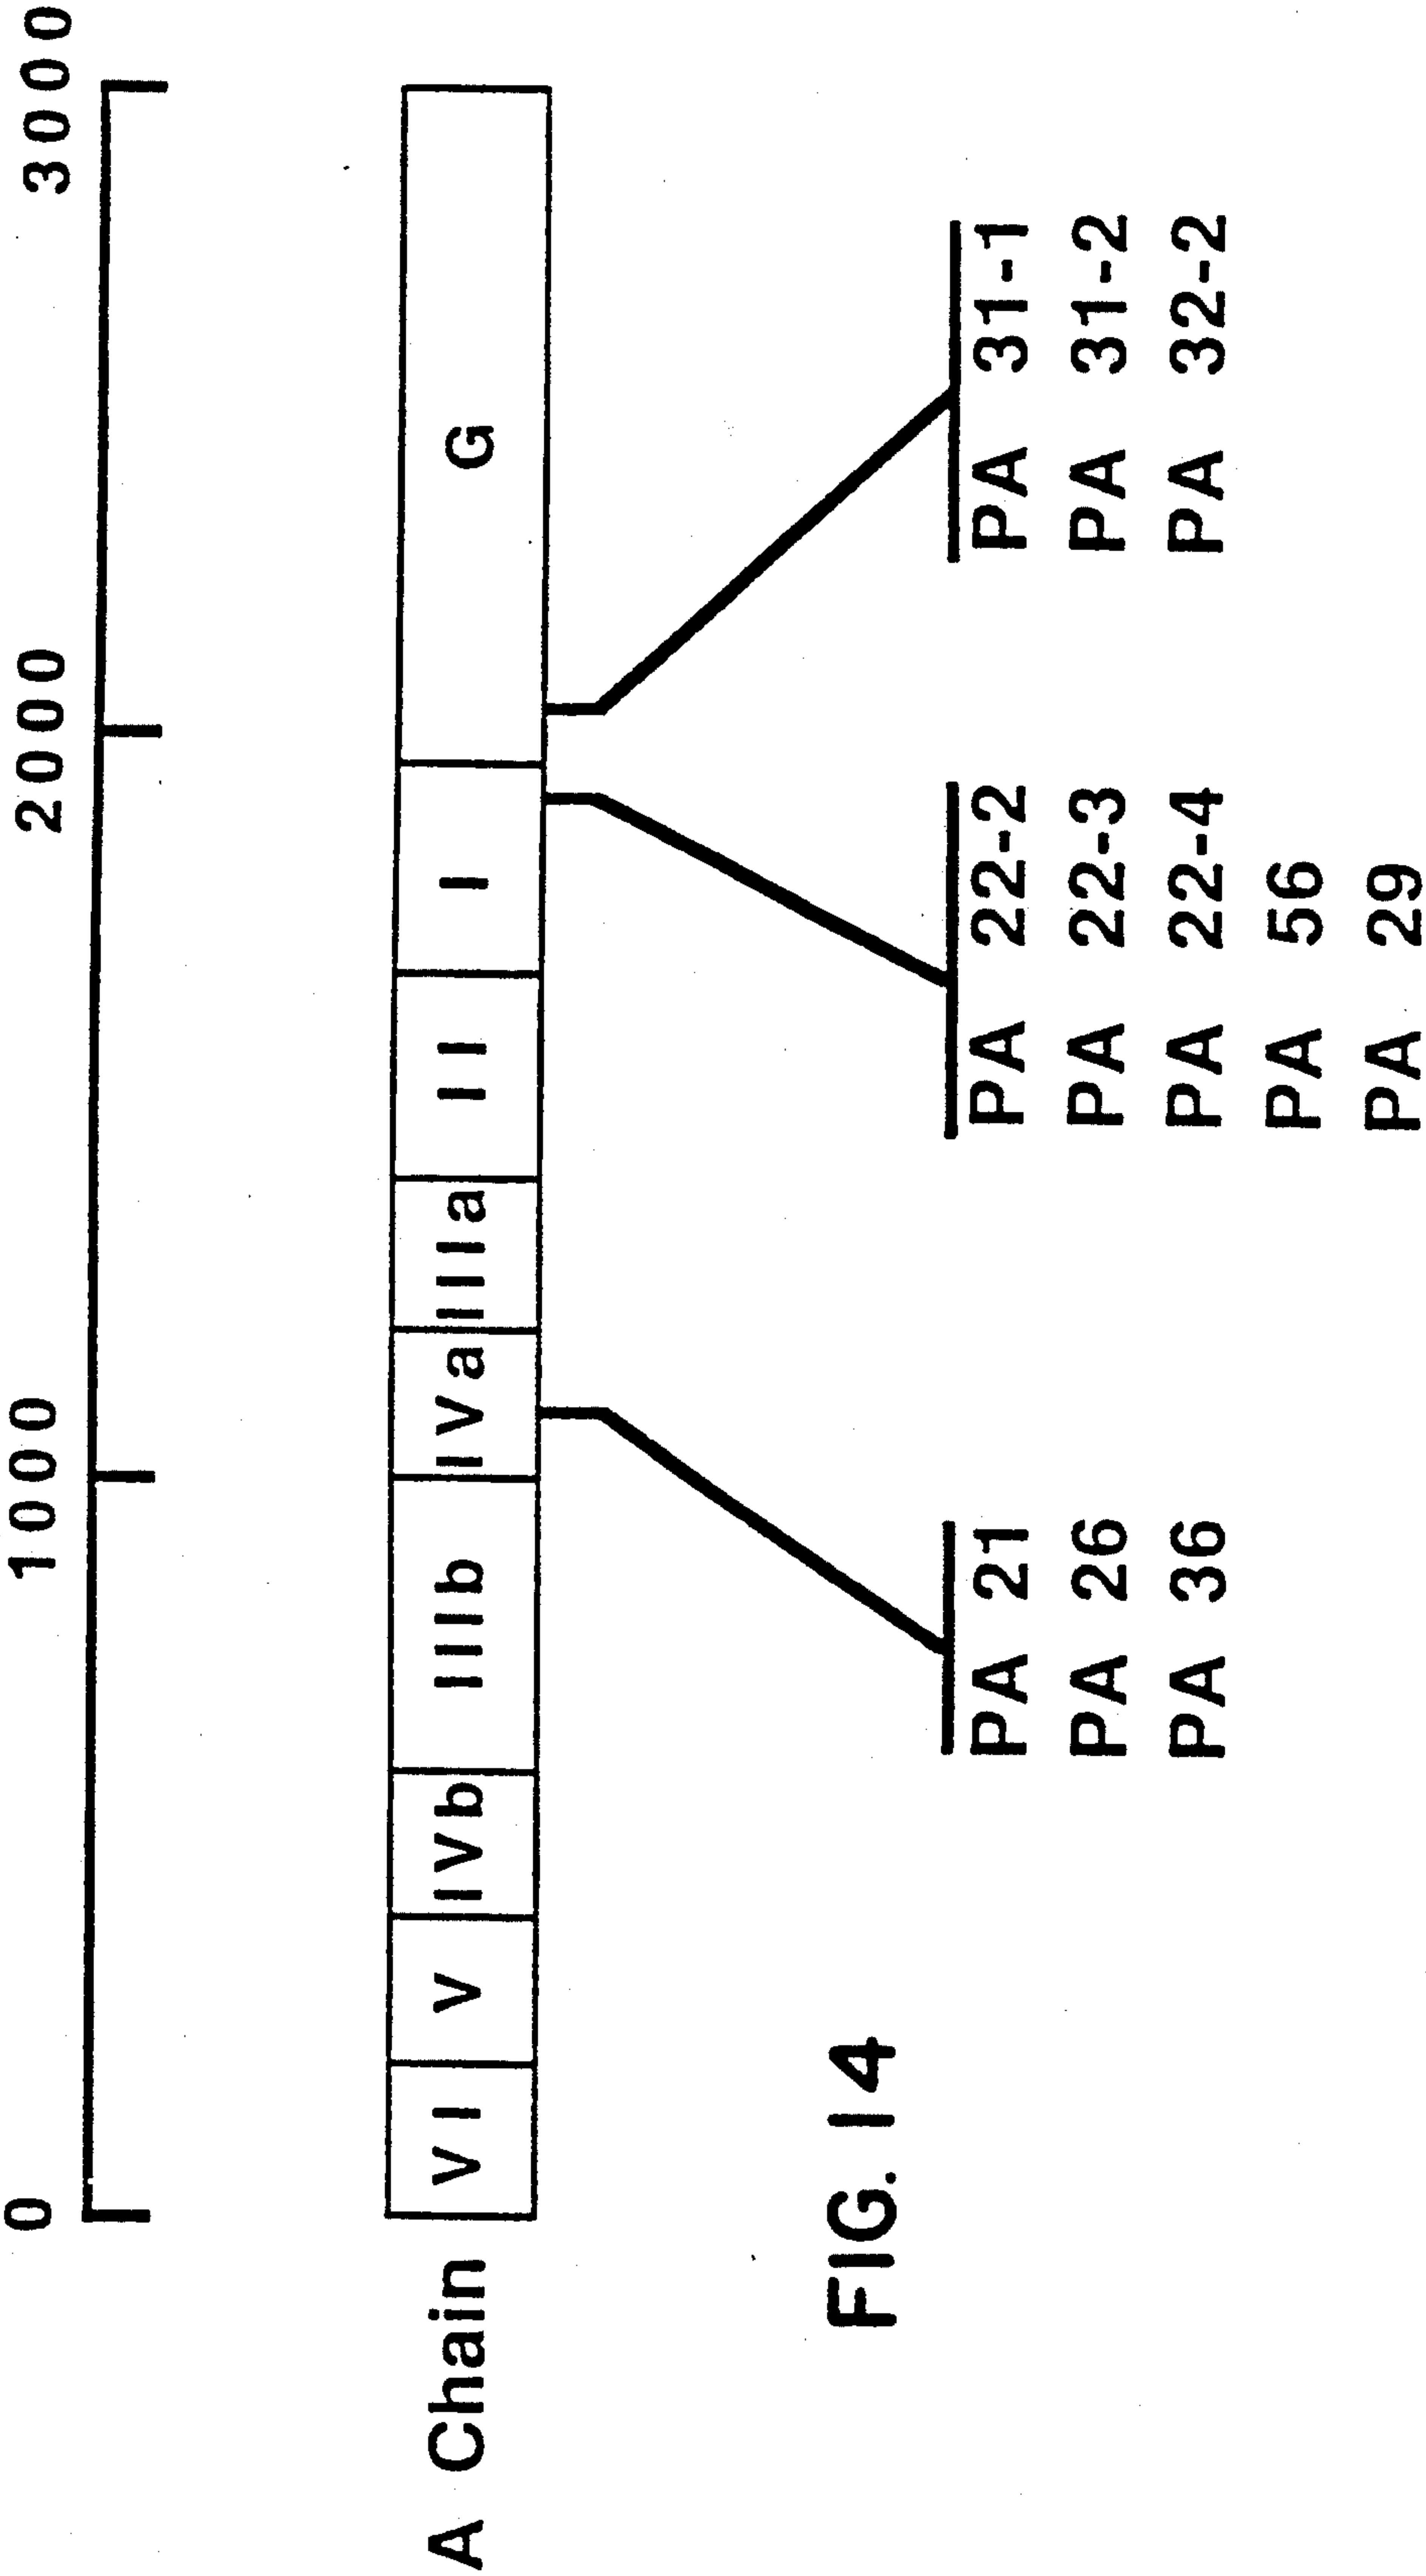 0 1000 2000 3000
A Chain VI V IVb IIIb IVa IIIa II I G
PA 21
PA 26
PA 36
PA 22-2
PA 22-3
PA 22-4
PA 56
PA 29
PA 31-1
PA 31-2
PA 32-2
FIG. 14